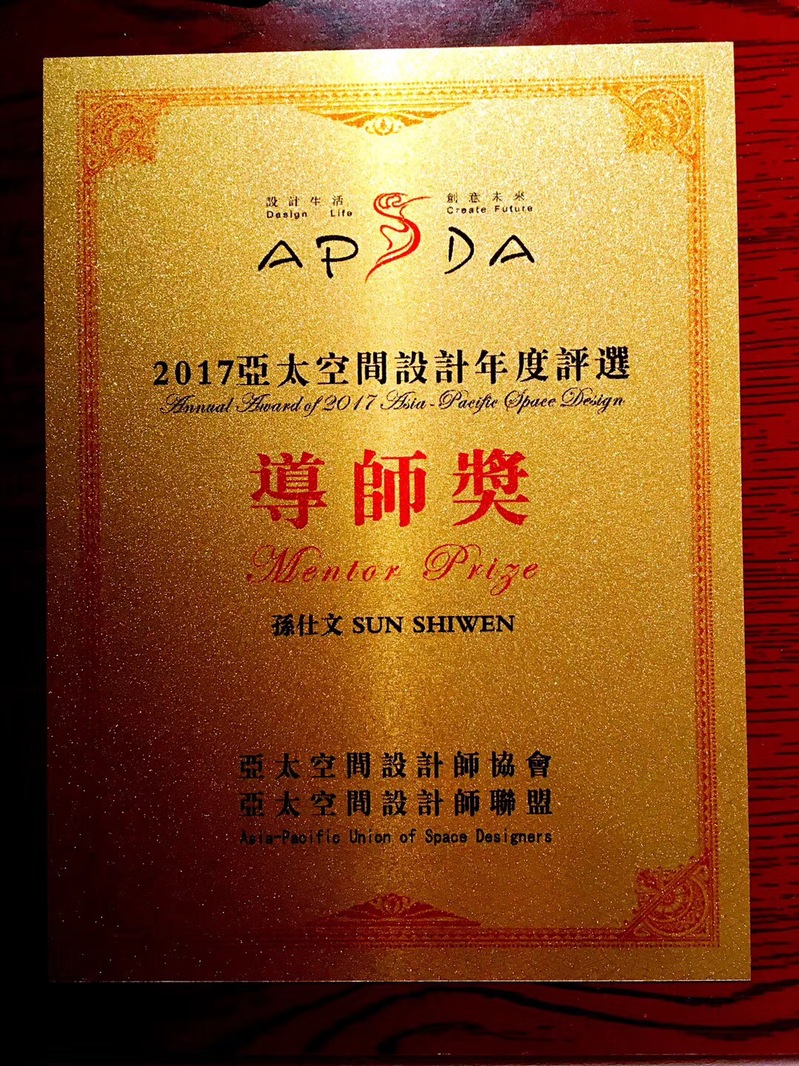 設計生活 創意未來
Design Life Create Future
APSDA
2017亞太空間設計年度評選
Annual Award of 2017 Asia-Pacific Space Design
導師獎
Mentor Prize
孫仕文 SUN SHIWEN
亞太空間設計師協會
亞太空間設計師聯盟
Asia-Pacific Union of Space Designers